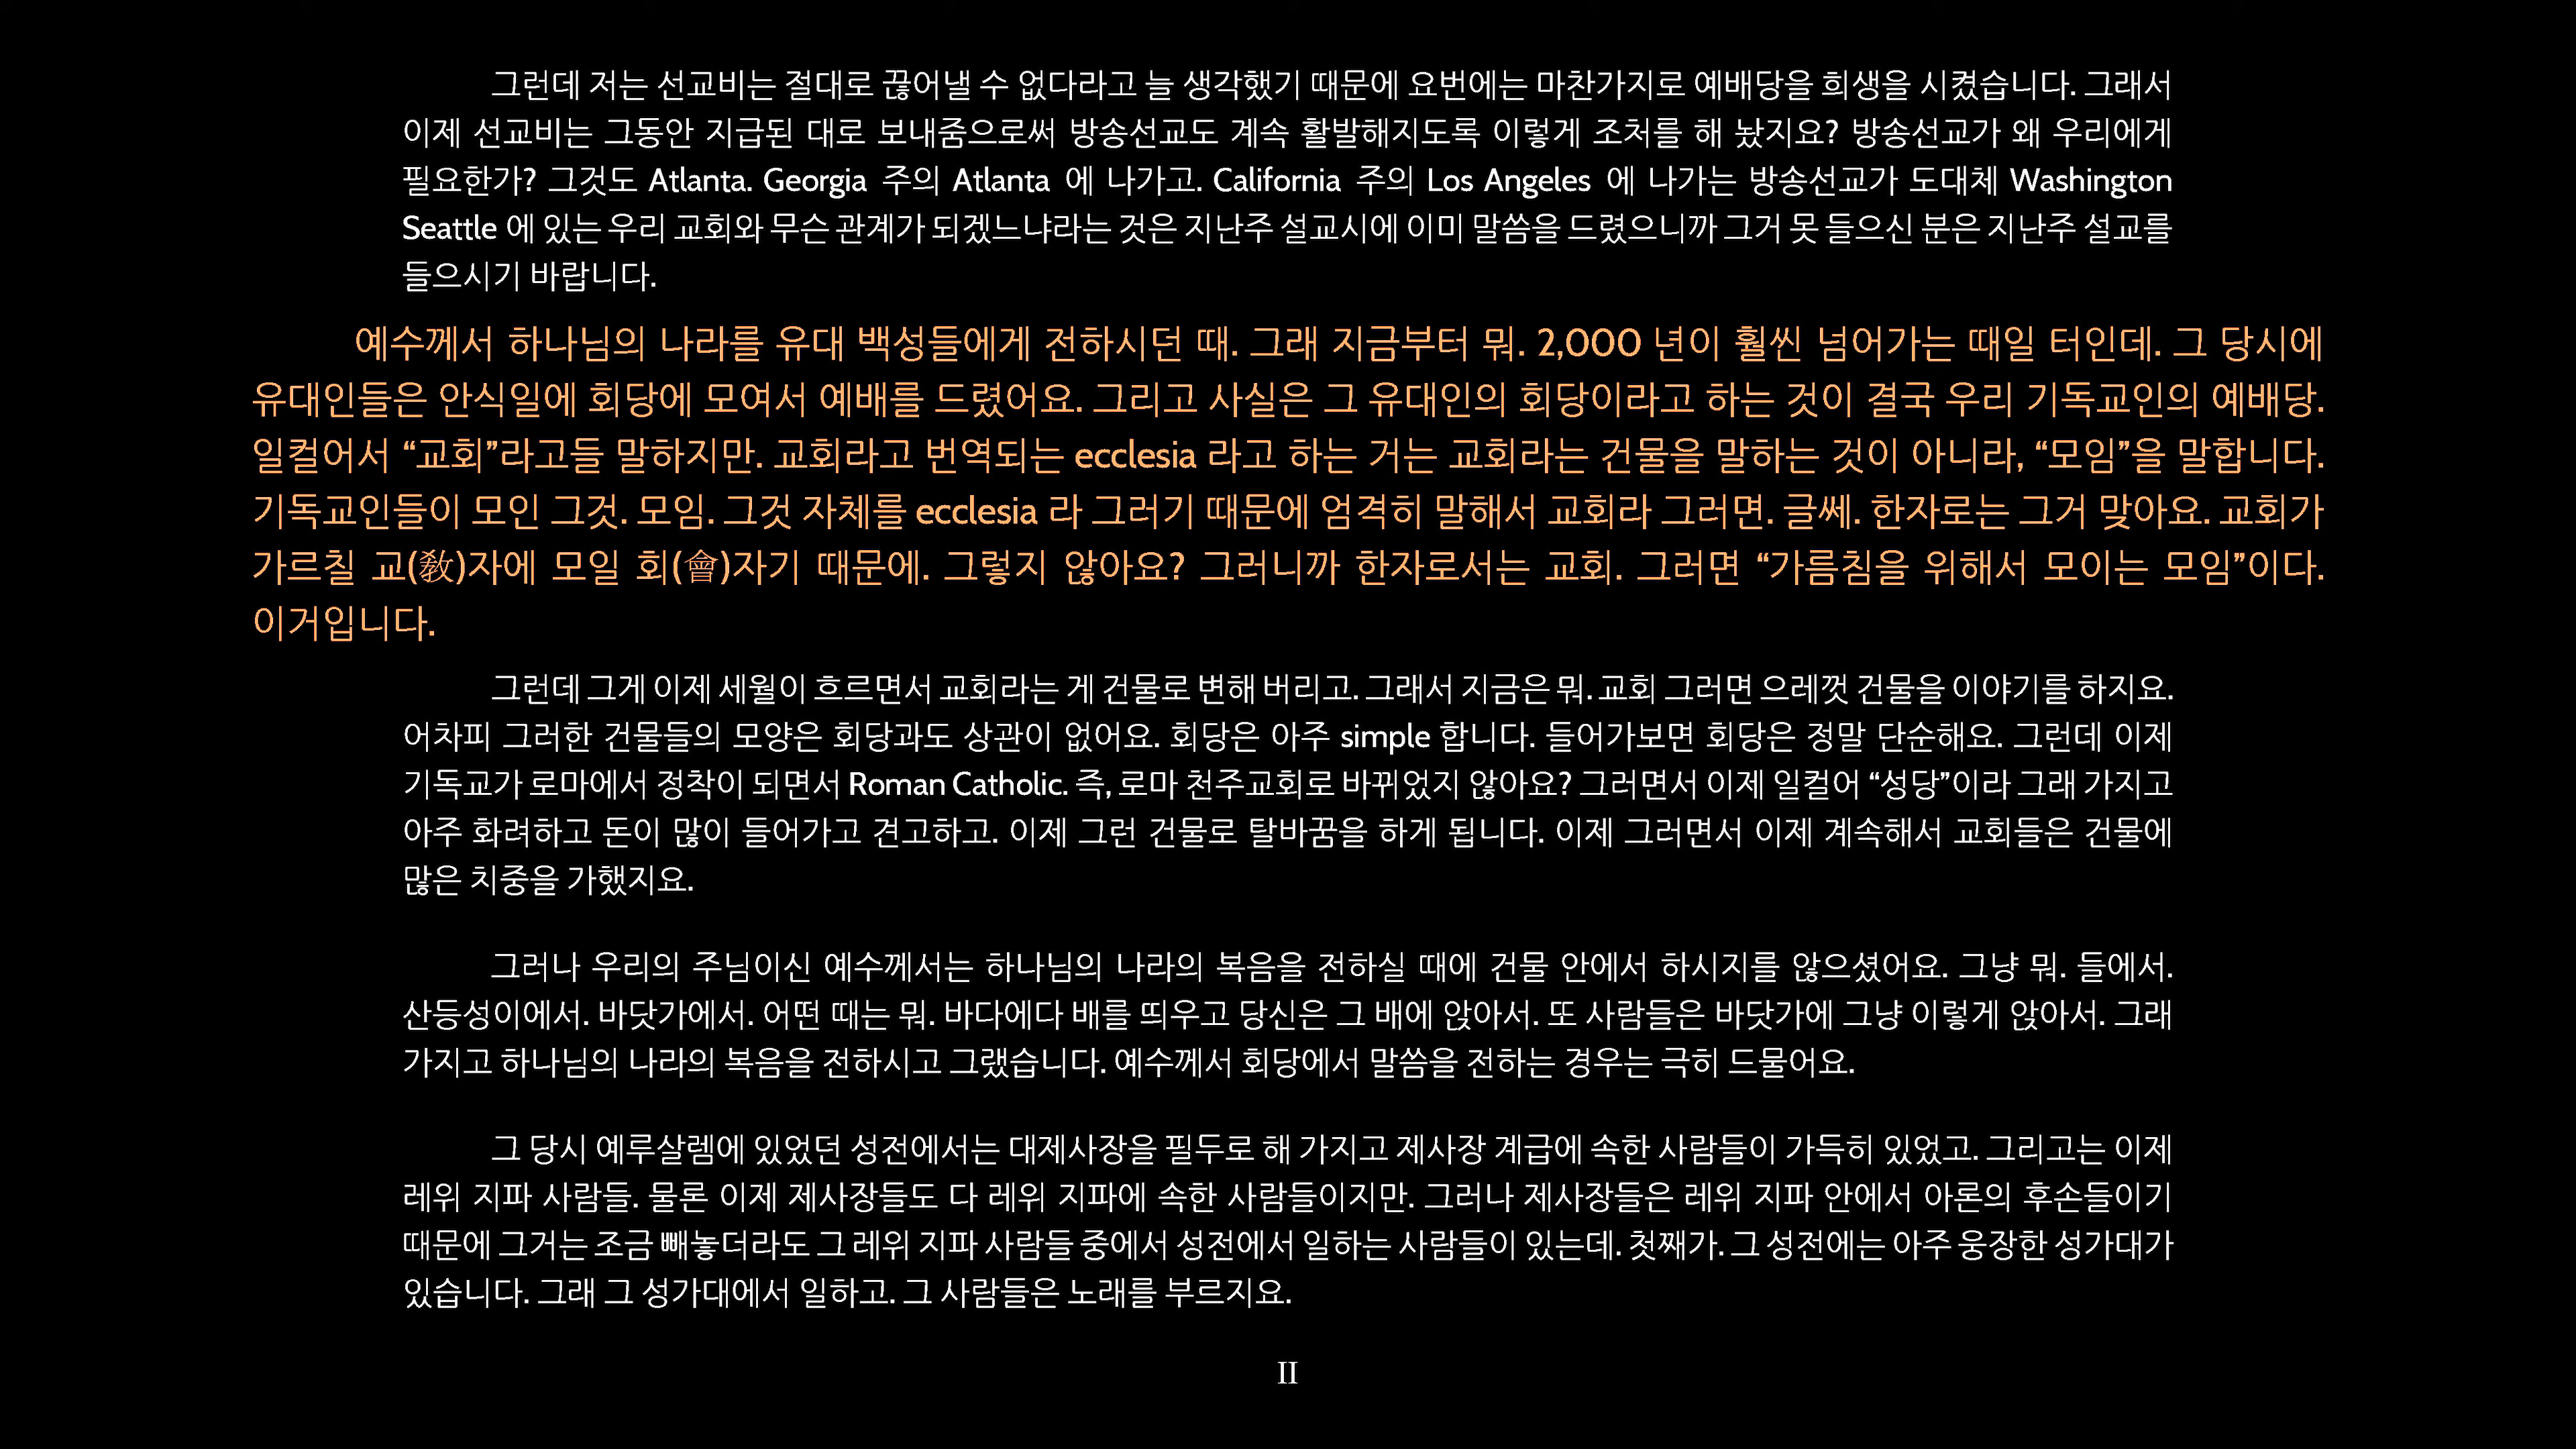 그런데 저는 선교비는 절대로 끊어낼 수 없다라고 늘 생각했기 때문에 요번에는 마찬가지로 예배당을 희생을 시켰습니다. 그래서
이제 선교비는 그동안 지급된 대로 보내줌으로써 방송선교도 계속 활발해지도록 이렇게 조처를 해 놨지요? 방송선교가 왜 우리에게
필요한가? 그것도 Atlanta. Georgia 주의 Atlanta 에 나가고. California 주의 Los Angeles 에 나가는 방송선교가 도대체 Washington
Seattle 에 있는 우리 교회와 무슨 관계가 되겠느냐라는 것은 지난주 설교시에 이미 말씀을 드렸으니까 그거 못 들으신 분은 지난주 설교를
들으시기 바랍니다.
예수께서 하나님의 나라를 유대 백성들에게 전하시던 때. 그래 지금부터 뭐. 2,000 년이 훨씬 넘어가는 때일 터인데. 그 당시에
유대인들은 안식일에 회당에 모여서 예배를 드렸어요. 그리고 사실은 그 유대인의 회당이라고 하는 것이 결국 우리 기독교인의 예배당.
일컬어서 “교회”라고들 말하지만. 교회라고 번역되는 ecclesia 라고 하는 거는 교회라는 건물을 말하는 것이 아니라, “모임”을 말합니다.
기독교인들이 모인 그것. 모임. 그것 자체를 ecclesia 라 그러기 때문에 엄격히 말해서 교회라 그러면. 글쎄. 한자로는 그거 맞아요. 교회가
가르칠 교(敎)자에 모일 회(會)자기 때문에. 그렇지 않아요? 그러니까 한자로서는 교회. 그러면 “가름침을 위해서 모이는 모임”이다.
이거입니다.
그런데 그게 이제 세월이 흐르면서 교회라는 게 건물로 변해 버리고. 그래서 지금은 뭐. 교회 그러면 으레껏 건물을 이야기를 하지요.
어차피 그러한 건물들의 모양은 회당과도 상관이 없어요. 회당은 아주 simple 합니다. 들어가보면 회당은 정말 단순해요. 그런데 이제
기독교가 로마에서 정착이 되면서 Roman Catholic. 즉, 로마 천주교회로 바뀌었지 않아요? 그러면서 이제 일컬어 “성당”이라 그래 가지고
아주 화려하고 돈이 많이 들어가고 견고하고. 이제 그런 건물로 탈바꿈을 하게 됩니다. 이제 그러면서 이제 계속해서 교회들은 건물에
많은 치중을 가했지요.
그러나 우리의 주님이신 예수께서는 하나님의 나라의 복음을 전하실 때에 건물 안에서 하시지를 않으셨어요. 그냥 뭐. 들에서.
산등성이에서. 바닷가에서. 어떤 때는 뭐. 바다에다 배를 띄우고 당신은 그 배에 앉아서. 또 사람들은 바닷가에 그냥 이렇게 앉아서. 그래
가지고 하나님의 나라의 복음을 전하시고 그랬습니다. 예수께서 회당에서 말씀을 전하는 경우는 극히 드물어요.
그 당시 예루살렘에 있었던 성전에서는 대제사장을 필두로 해 가지고 제사장 계급에 속한 사람들이 가득히 있었고. 그리고는 이제
레위 지파 사람들. 물론 이제 제사장들도 다 레위 지파에 속한 사람들이지만. 그러나 제사장들은 레위 지파 안에서 아론의 후손들이기
때문에 그거는 조금 빼놓더라도 그 레위 지파 사람들 중에서 성전에서 일하는 사람들이 있는데. 첫째가. 그 성전에는 아주 웅장한 성가대가
있습니다. 그래 그 성가대에서 일하고. 그 사람들은 노래를 부르지요.
II